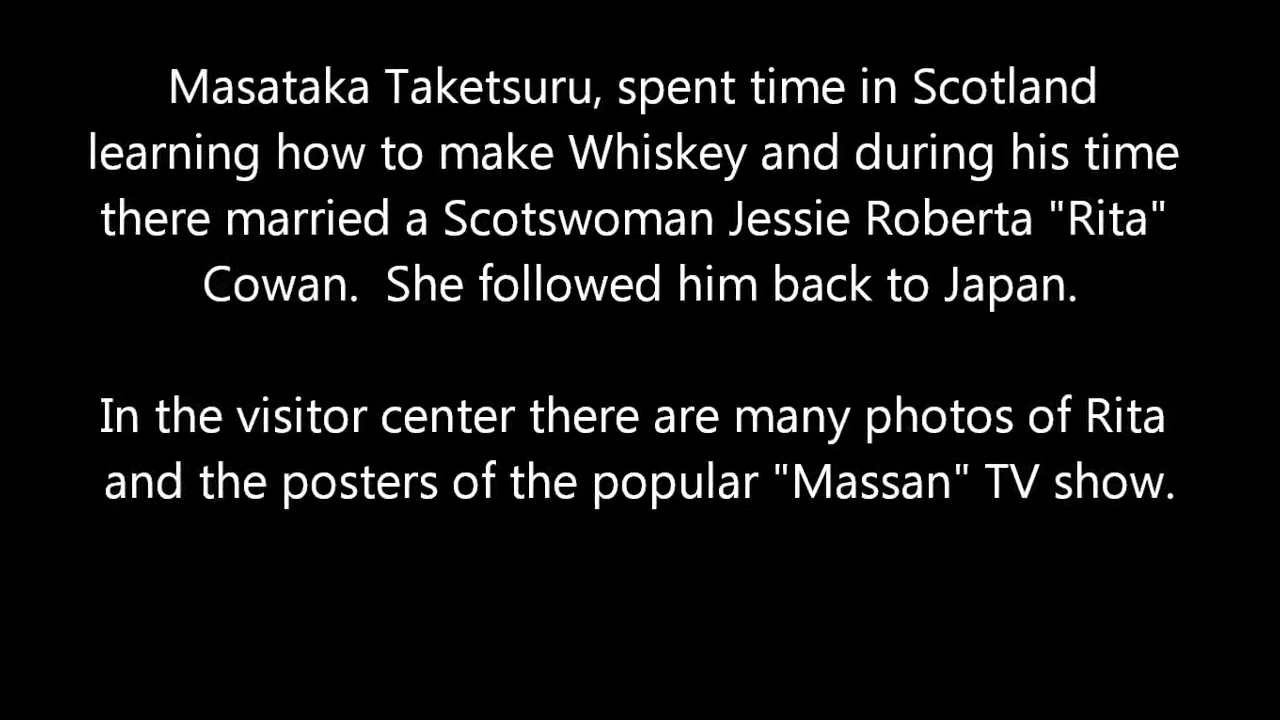 Masataka Taketsuru, spent time in Scotland
learning how to make Whiskey and during his time
there married a Scotswoman Jessie Roberta "Rita"
Cowan.  She followed him back to Japan.
In the visitor center there are many photos of Rita
and the posters of the popular "Massan" TV show.